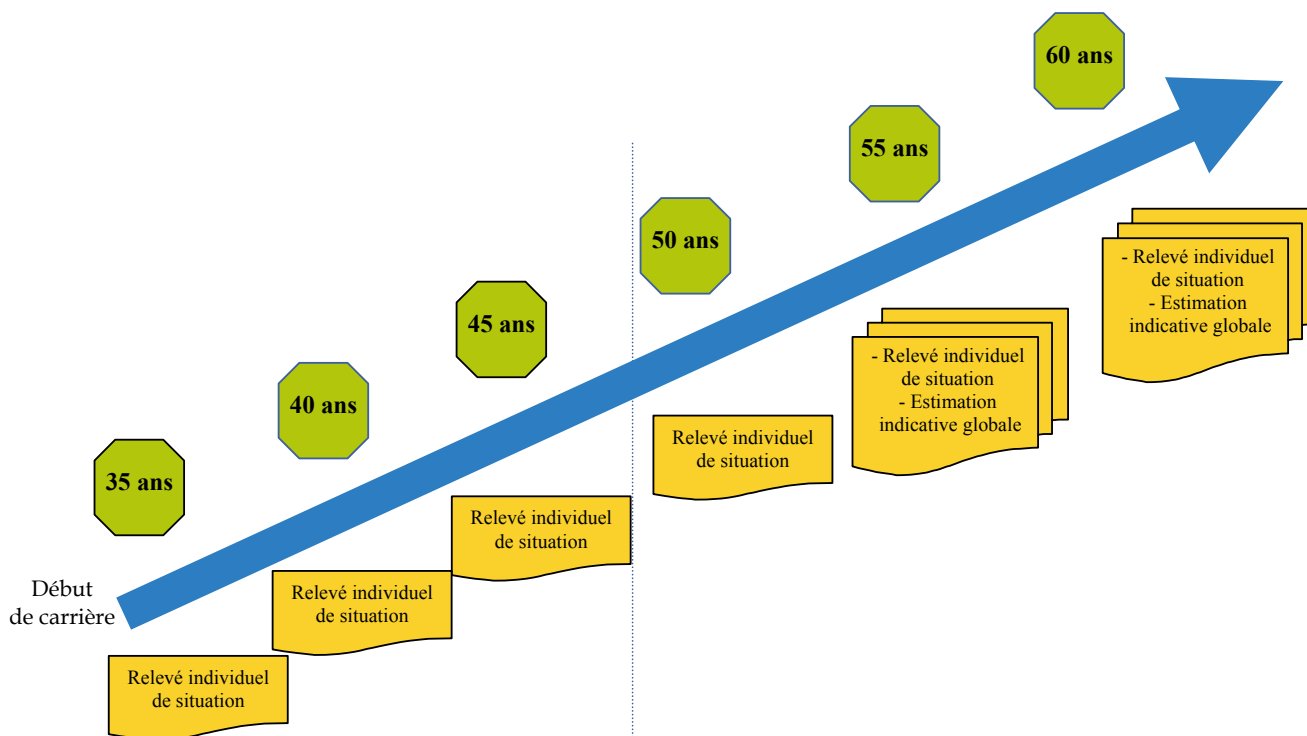 60 ans
55 ans
50 ans
45 ans
40 ans
35 ans
Début
de carrière
Relevé individuel
de situation
Relevé individuel
de situation
Relevé individuel
de situation
Relevé individuel
de situation
- Relevé individuel
de situation
- Estimation
indicative globale
- Relevé individuel
de situation
- Estimation
indicative globale